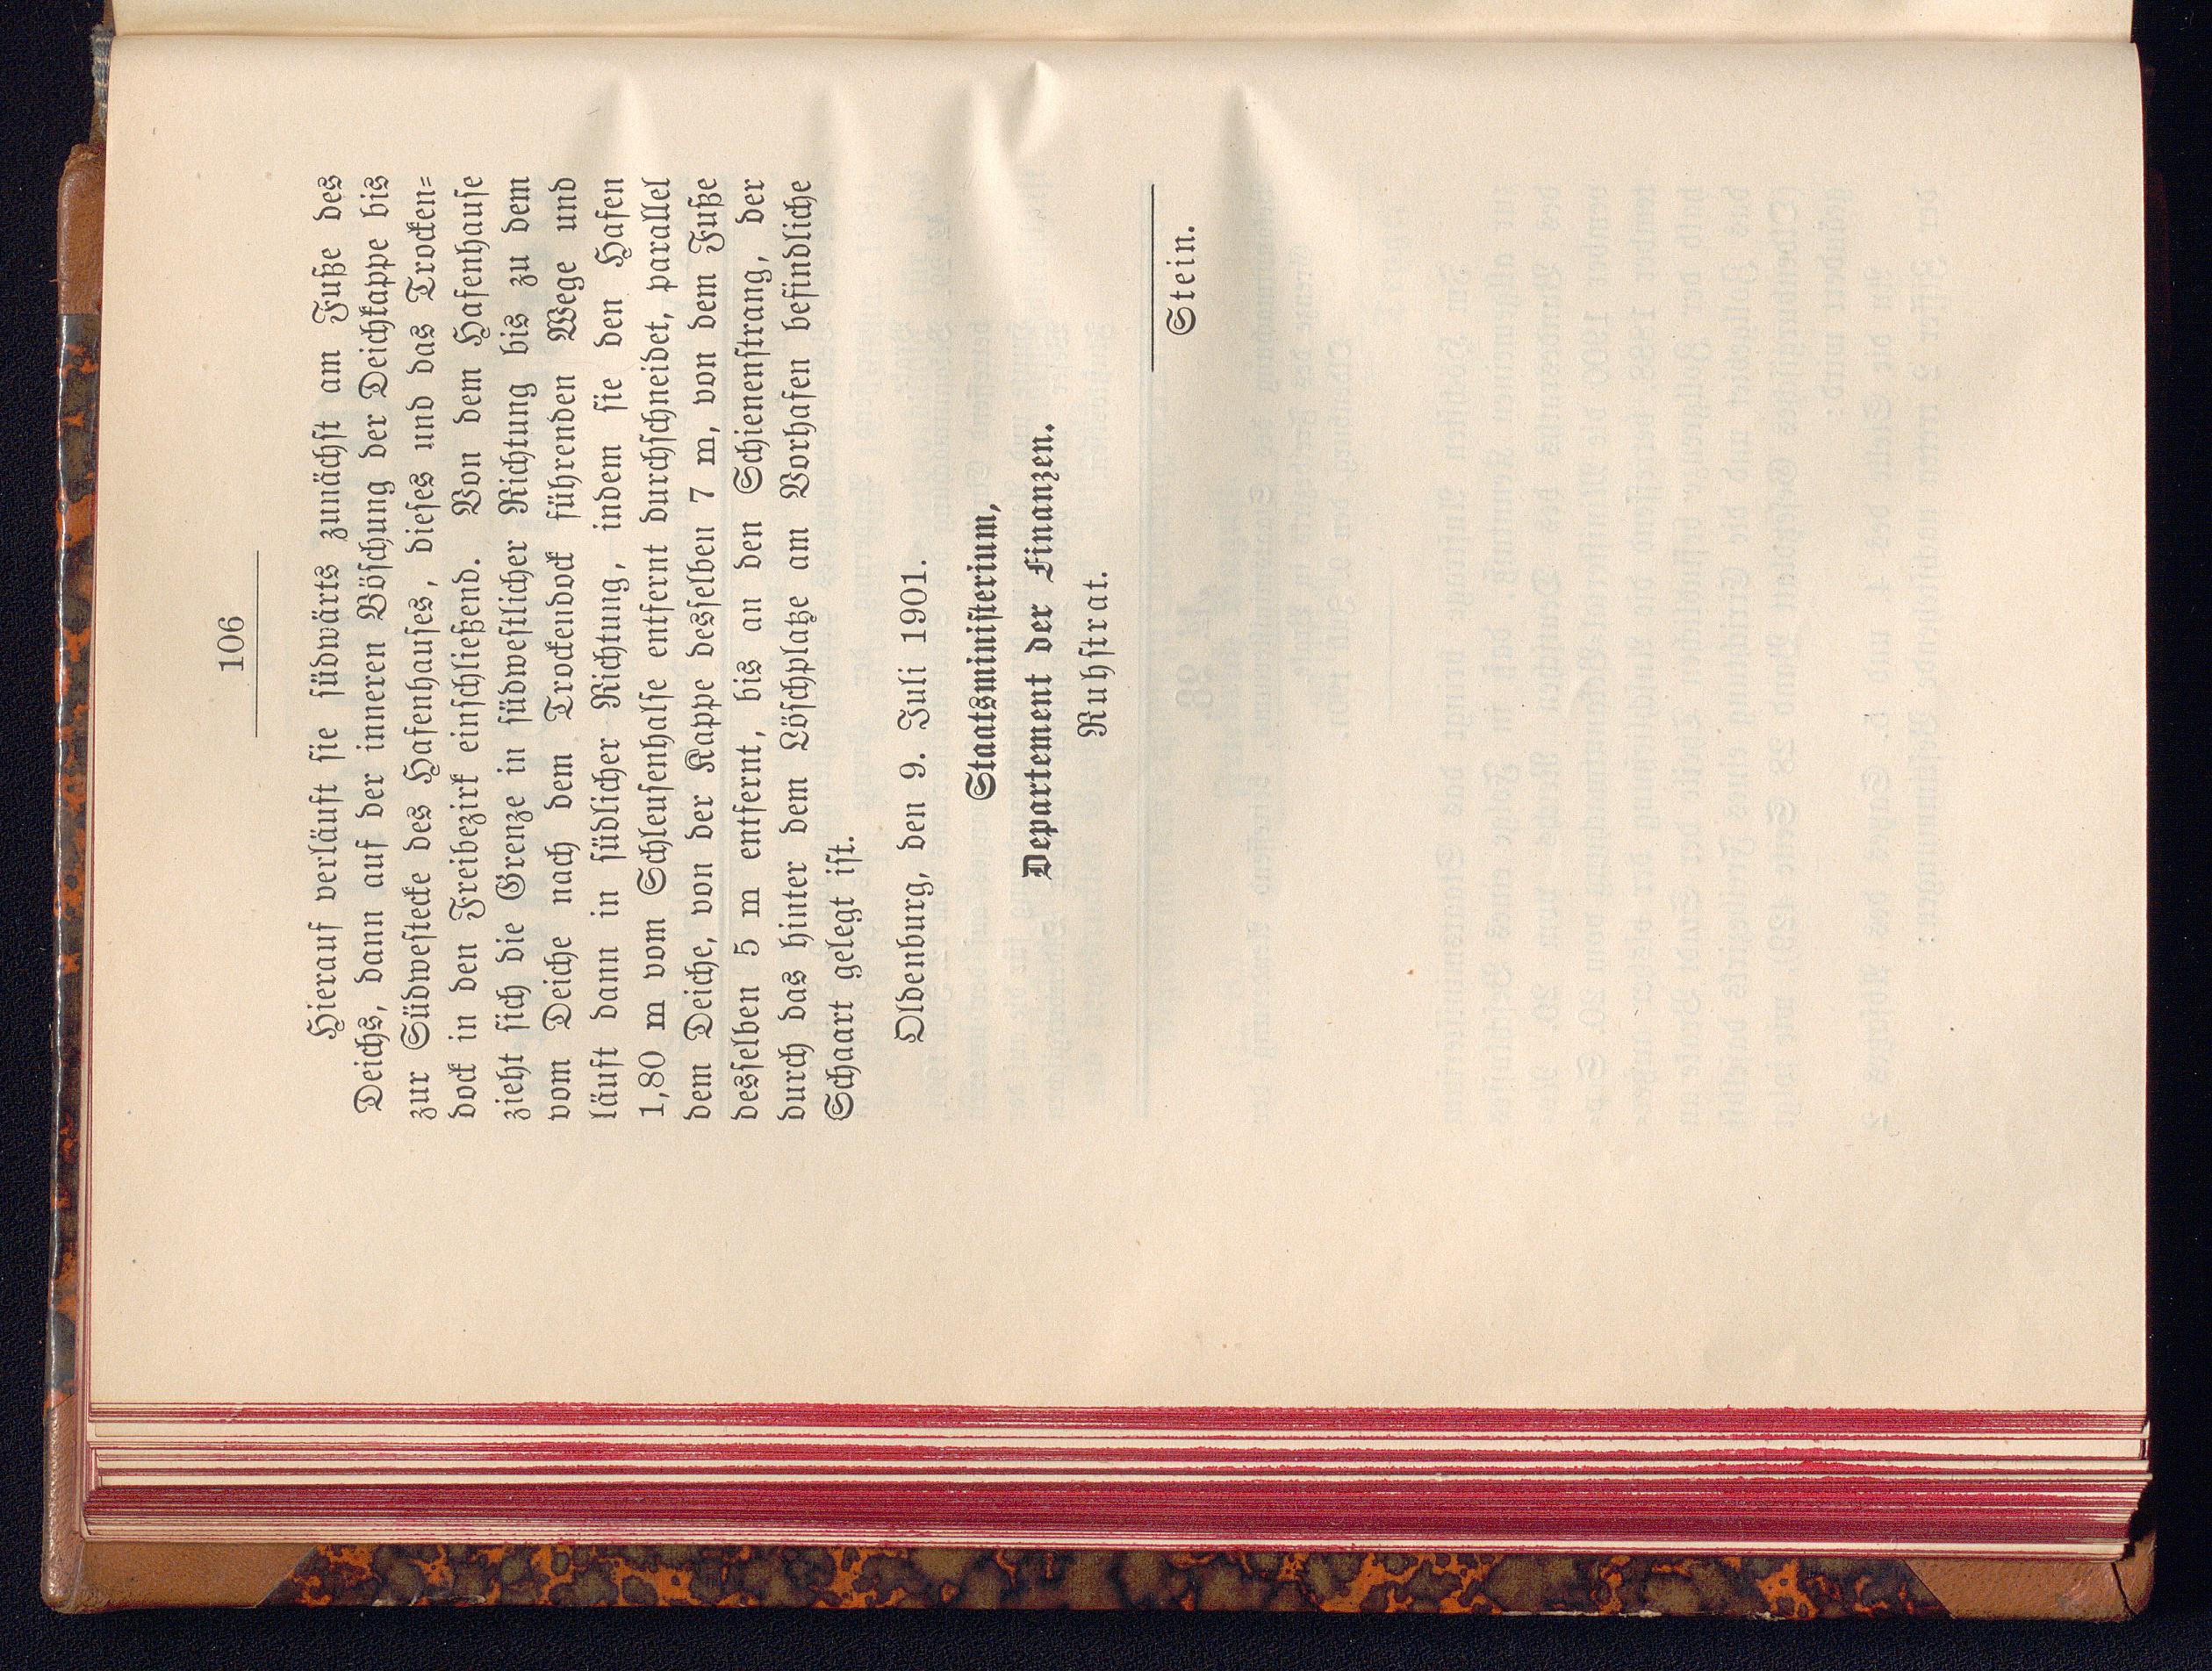 106
Hierauf verläuft sie südwärts zunächst am Fuße des
Deichs, dann auf der inneren Böschung der Deichkappe bis
zur Südwestecke des Hafenhauses, dieses und das Trocken-
dock in den Freibezirk einschließend. Von dem Hafenhause
zieht sich die Grenze in südwestlicher Richtung bis zu dem
vom Deiche nach dem Trockendock führenden Wege und
läuft dann in südlicher Richtung, indem sie den Hafen
1,80 m vom Schleusenhalse entfernt durchschneidet, parallel
dem Deiche, von der Kappe desselben 7 m, von dem Fuße
desselben 5 m entfernt, bis an den Schienenstrang, der
durch das hinter dem Löschplatze am Vorhafen befindliche
Schaart gelegt ist.
Oldenburg, den 9. Juli 1901.
Staatsministerium,
Departement der Finanzen.
Ruhstrat.
Stein.